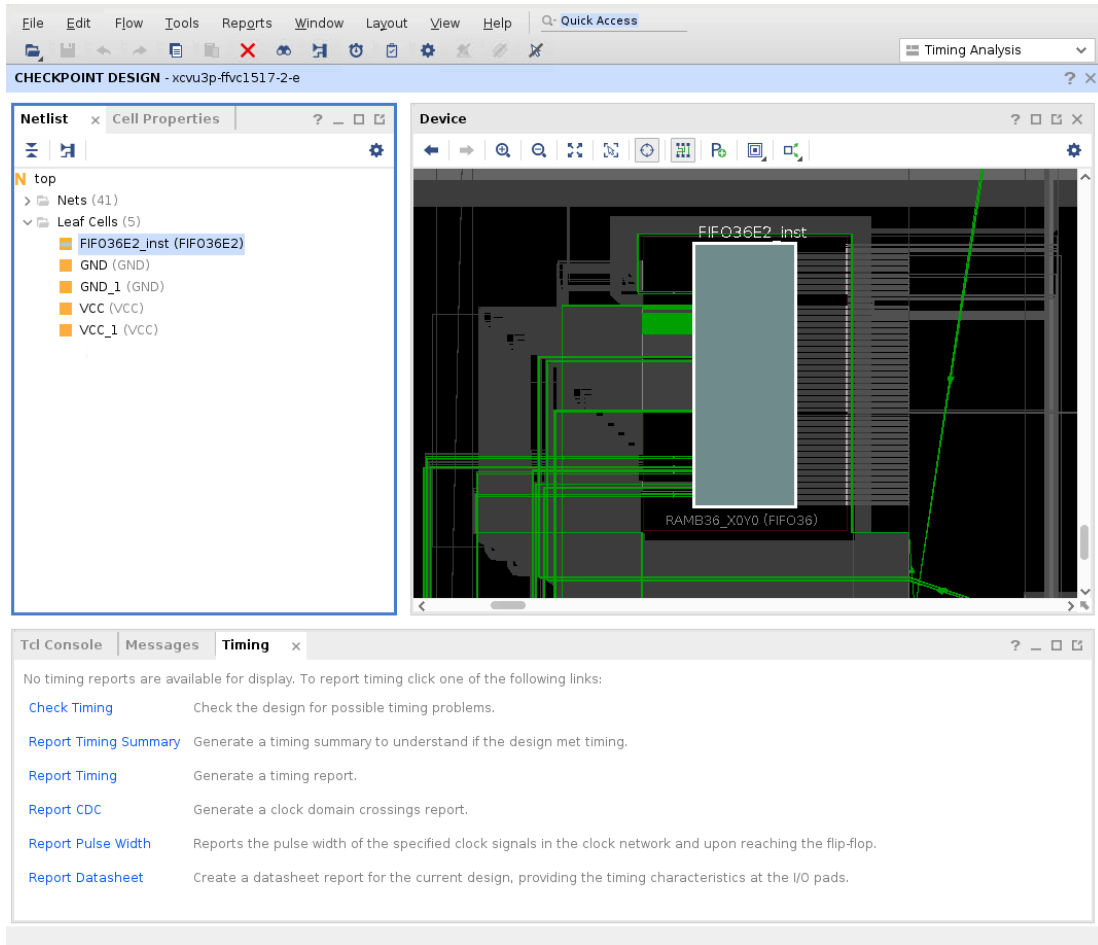 File Edit Flow Tools Reports Window Layout View Help Quick Access
Timing Analysis
CHECKPOINT DESIGN - xcvu3p-ffvc1517-2-e
Netlist Cell Properties
Device
top
Nets (41)
Leaf Cells (5)
FIFO36E2_inst (FIFO36E2)
GND (GND)
GND_1 (GND)
VCC (VCC)
VCC_1 (VCC)
FIFO36E2_inst
RAMB36_X0Y0 (FIFO36)
Tcl Console Messages Timing
No timing reports are available for display. To report timing click one of the following links:
Check Timing Check the design for possible timing problems.
Report Timing Summary Generate a timing summary to understand if the design met timing.
Report Timing Generate a timing report.
Report CDC Generate a clock domain crossings report.
Report Pulse Width Reports the pulse width of the specified clock signals in the clock network and upon reaching the flip-flop.
Report Datasheet Create a datasheet report for the current design, providing the timing characteristics at the I/O pads.